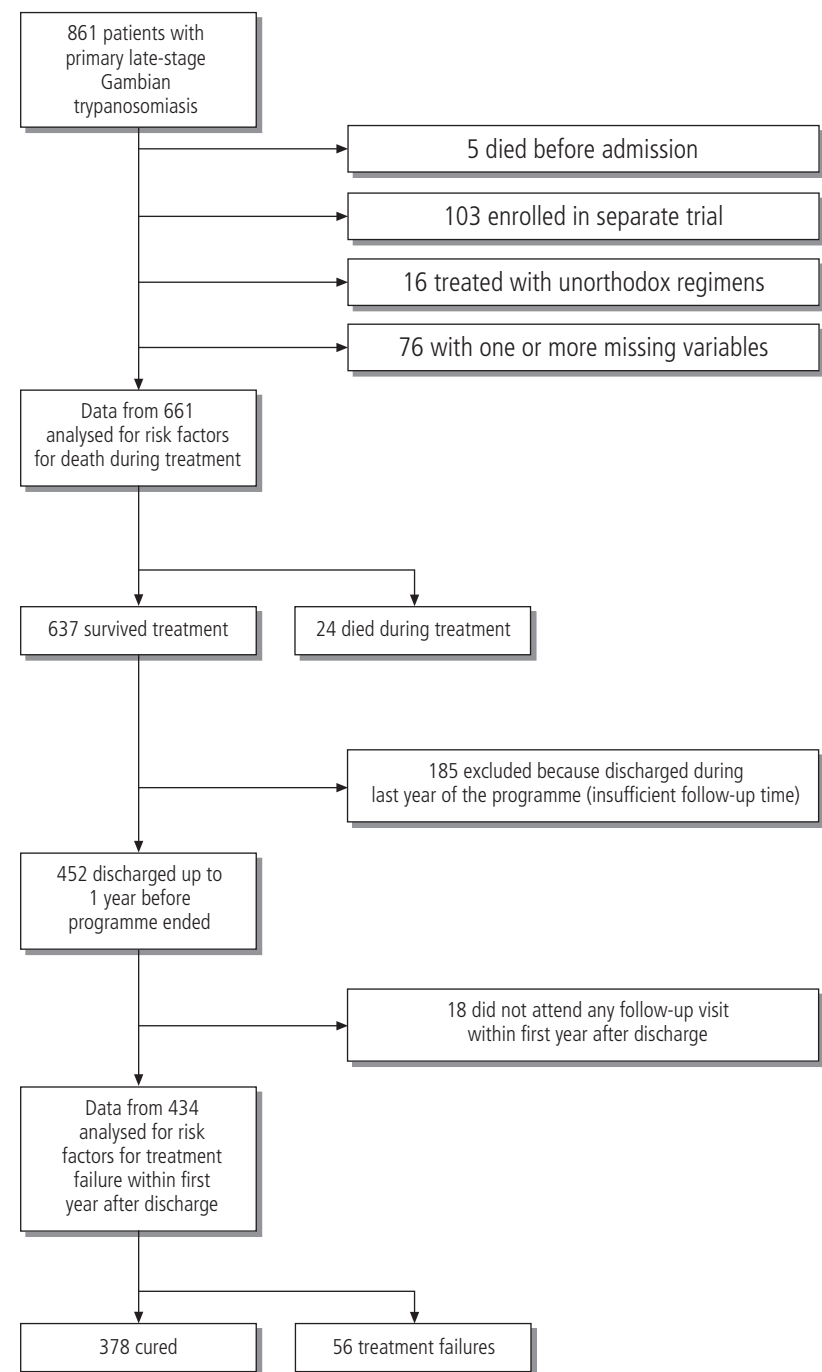 861 patients with
primary late-stage
Gambian
trypanosomiasis
5 died before admission
103 enrolled in separate trial
16 treated with unorthodox regimens
76 with one or more missing variables
Data from 661
analysed for risk factors
for death during treatment
637 survived treatment
24 died during treatment
185 excluded because discharged during
last year of the programme (insufficient follow-up time)
452 discharged up to
1 year before
programme ended
18 did not attend any follow-up visit
within first year after discharge
Data from 434
analysed for risk
factors for treatment
failure within first
year after discharge
378 cured
56 treatment failures